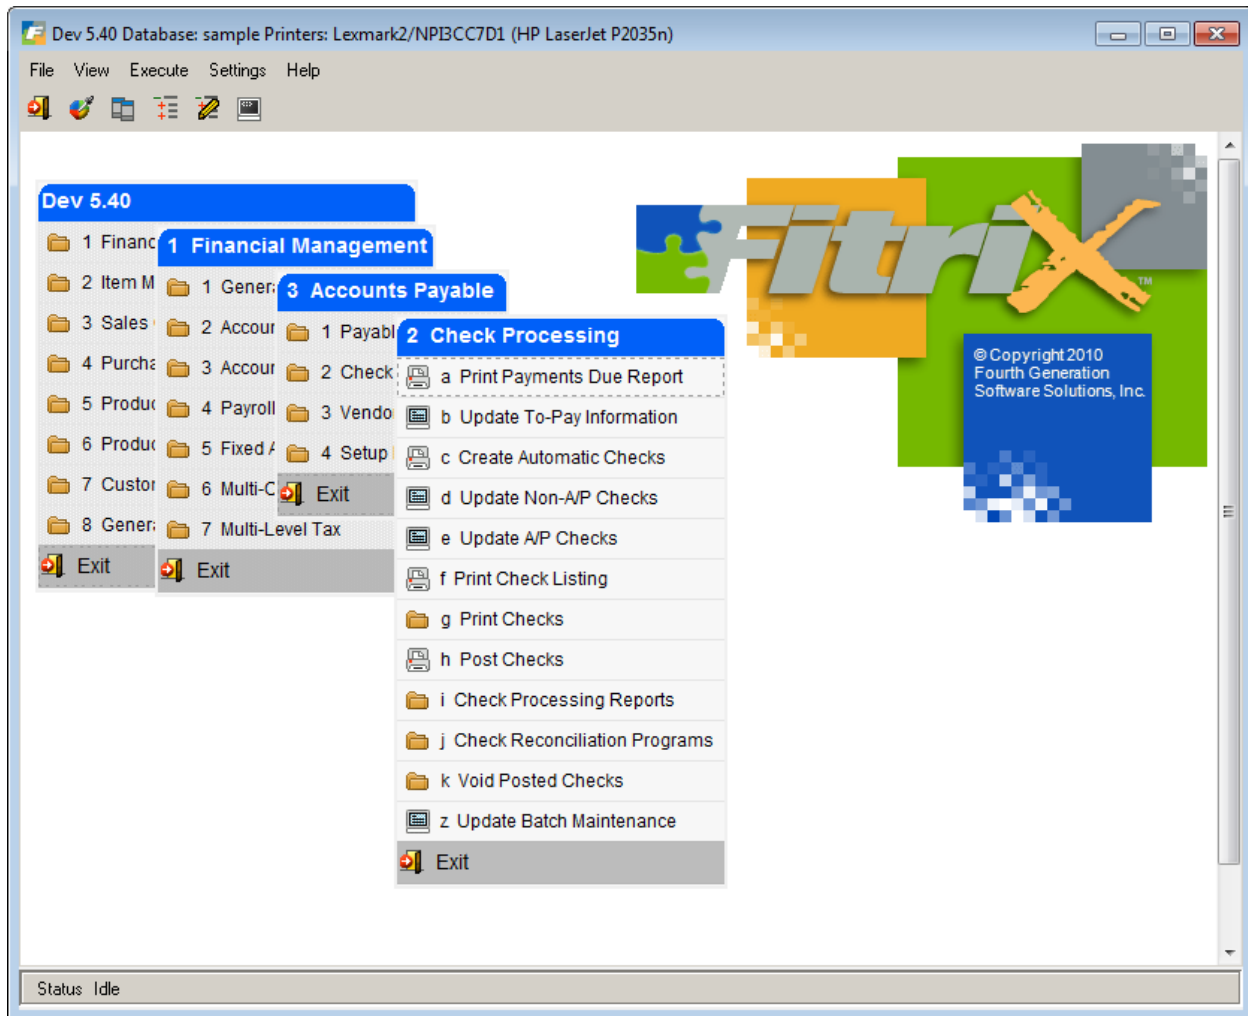 Dev 5.40 Database: sample Printers: Lexmark2/NPI3CC7D1 (HP LaserJet P2035n)
File View Execute Settings Help
Dev 5.40
1 Financ
2 Item M
3 Sales
4 Purcha
5 Produc
6 Produc
7 Custor
8 Genera
Exit
1 Financial Management
1 Genera
2 Accour
3 Accour
4 Payroll
5 Fixed A
6 Multi-C
7 Multi-Level Tax
Exit
3 Accounts Payable
1 Payabl
2 Check
3 Vendo
4 Setup
Exit
2 Check Processing
a Print Payments Due Report
b Update To-Pay Information
c Create Automatic Checks
d Update Non-A/P Checks
e Update A/P Checks
f Print Check Listing
g Print Checks
h Post Checks
i Check Processing Reports
j Check Reconciliation Programs
k Void Posted Checks
z Update Batch Maintenance
Exit
FitriX ™
© Copyright 2010
Fourth Generation
Software Solutions, Inc.
Status Idle